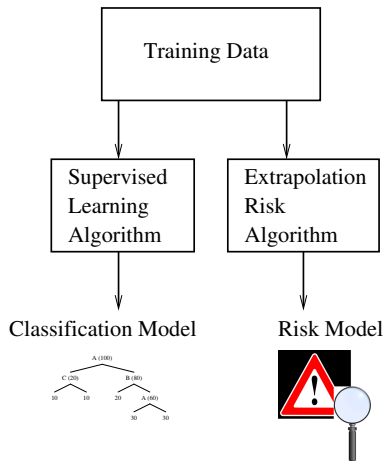 Training Data
Supervised
Learning
Algorithm
Extrapolation
Risk
Algorithm
Classification Model
Risk Model
A (100)
C (20) B (80)
10 10 20 A (60)
30 30
!